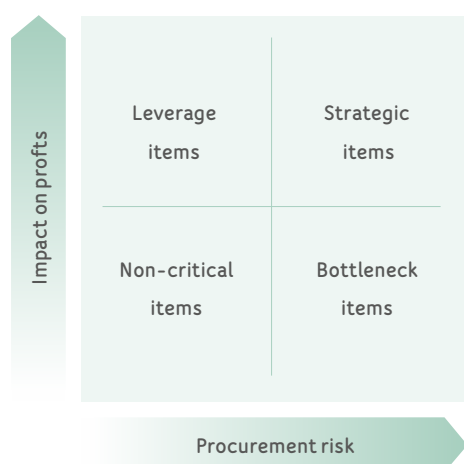 Impact on profts
Leverage
items
Strategic
items
Non-critical
items
Bottleneck
items
Procurement risk